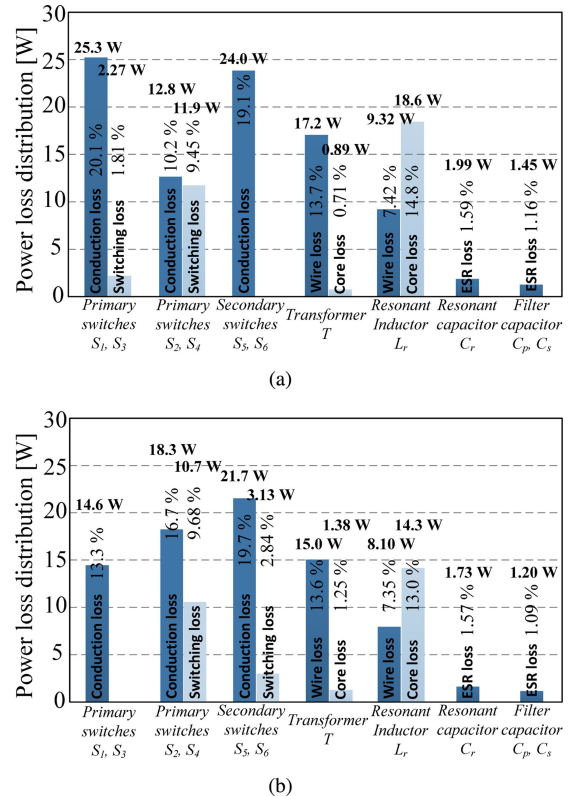 Power loss distribution [W]
30
25
20
15
10
5
0
25.3 W
2.27 W
12.8 W
11.9 W
24.0 W
17.2 W
0.89 W
9.32 W
18.6 W
1.99 W
1.45 W
Conduction loss 20.1 %
Switching loss 1.81 %
Conduction loss 10.2 %
Switching loss 9.45 %
Conduction loss 19.1 %
Wire loss 13.7 %
Core loss 0.71 %
Wire loss 7.42 %
Core loss 14.8 %
ESR loss 1.59 %
ESR loss 1.16 %
Primary switches S1, S3
Primary switches S2, S4
Secondary switches S5, S6
Transformer T
Resonant Inductor Lr
Resonant capacitor Cr
Filter capacitor Cp, Cs
(a)
Power loss distribution [W]
30
25
20
15
10
5
0
14.6 W
18.3 W
10.7 W
21.7 W
3.13 W
15.0 W
1.38 W
8.10 W
14.3 W
1.73 W
1.20 W
Conduction loss 13.3 %
Conduction loss 16.7 %
Switching loss 9.68 %
Conduction loss 19.7 %
Switching loss 2.84 %
Wire loss 13.6 %
Core loss 1.25 %
Wire loss 7.35 %
Core loss 13.0 %
ESR loss 1.57 %
ESR loss 1.09 %
Primary switches S1, S3
Primary switches S2, S4
Secondary switches S5, S6
Transformer T
Resonant Inductor Lr
Resonant capacitor Cr
Filter capacitor Cp, Cs
(b)